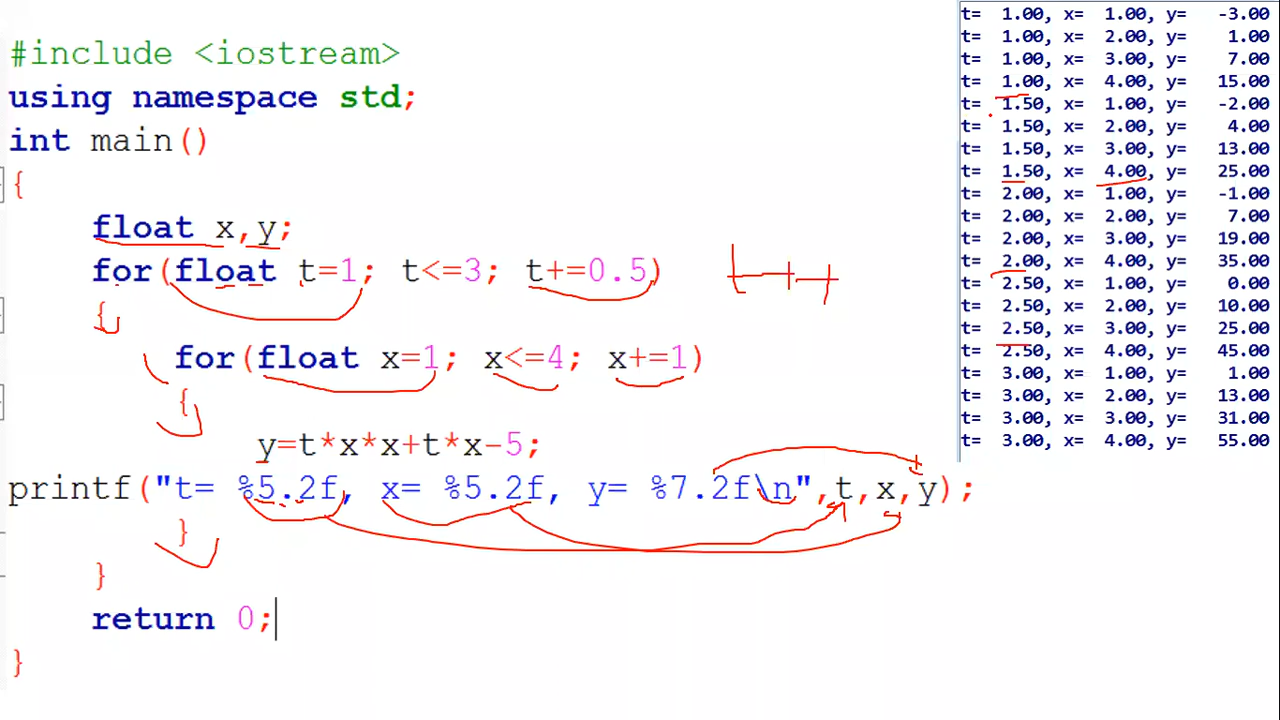 #include <iostream>
using namespace std;
int main()
{
float x,y;
for(float t=1; t<=3; t+=0.5)
{
for(float x=1; x<=4; x+=1)
{
y=t*x*x+t*x-5;
printf("t= %5.2f, x= %5.2f, y= %7.2f\n",t,x,y);
}
}
return 0;
}
t= 1.00, x= 1.00, y= -3.00
t= 1.00, x= 2.00, y= 1.00
t= 1.00, x= 3.00, y= 7.00
t= 1.00, x= 4.00, y= 15.00
t= 1.50, x= 1.00, y= -2.00
t= 1.50, x= 2.00, y= 4.00
t= 1.50, x= 3.00, y= 13.00
t= 1.50, x= 4.00, y= 25.00
t= 2.00, x= 1.00, y= -1.00
t= 2.00, x= 2.00, y= 7.00
t= 2.00, x= 3.00, y= 19.00
t= 2.00, x= 4.00, y= 35.00
t= 2.50, x= 1.00, y= 0.00
t= 2.50, x= 2.00, y= 10.00
t= 2.50, x= 3.00, y= 25.00
t= 2.50, x= 4.00, y= 45.00
t= 3.00, x= 1.00, y= 1.00
t= 3.00, x= 2.00, y= 13.00
t= 3.00, x= 3.00, y= 31.00
t= 3.00, x= 4.00, y= 55.00